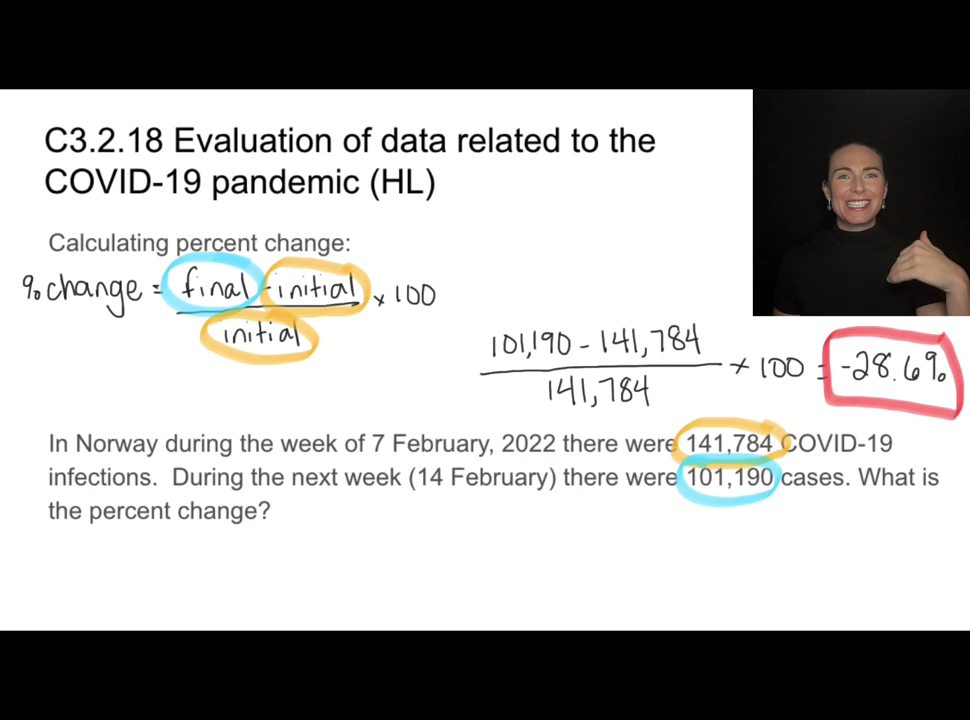 C3.2.18 Evaluation of data related to the
COVID-19 pandemic (HL)
Calculating percent change:
% change = final - initial × 100
initial
101,190 - 141,784 × 100 = -28.6%
141,784
In Norway during the week of 7 February, 2022 there were 141,784 COVID-19
infections. During the next week (14 February) there were 101,190 cases. What is
the percent change?